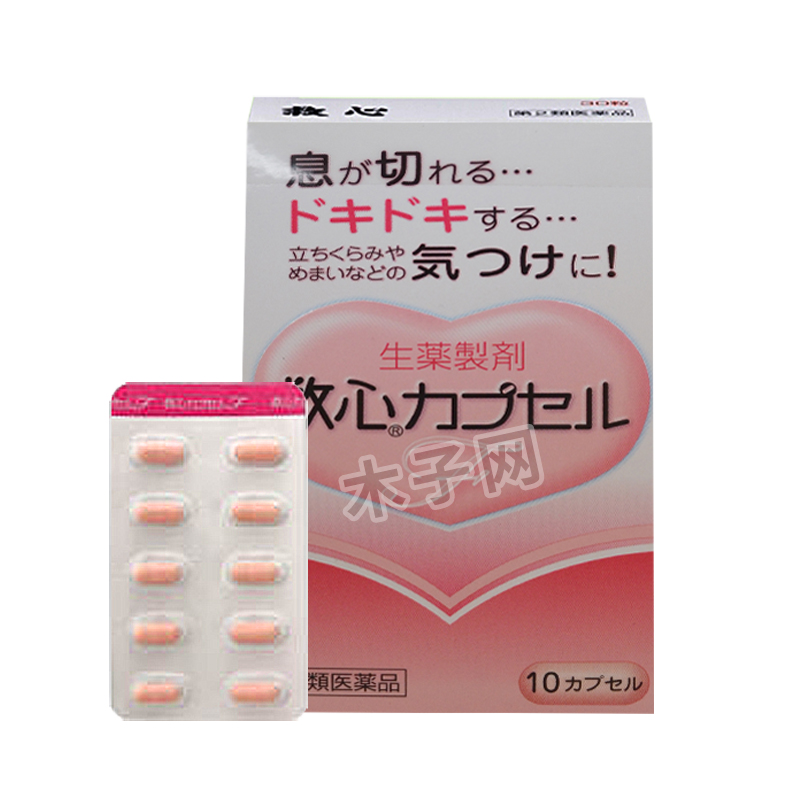 救心
30粒
第2類医薬品
息が切れる…
ドキドキする…
立ちくらみや
めまいなどの
気つけに!
生薬製剤
救心®カプセル
木子网
類医薬品
10カプセル